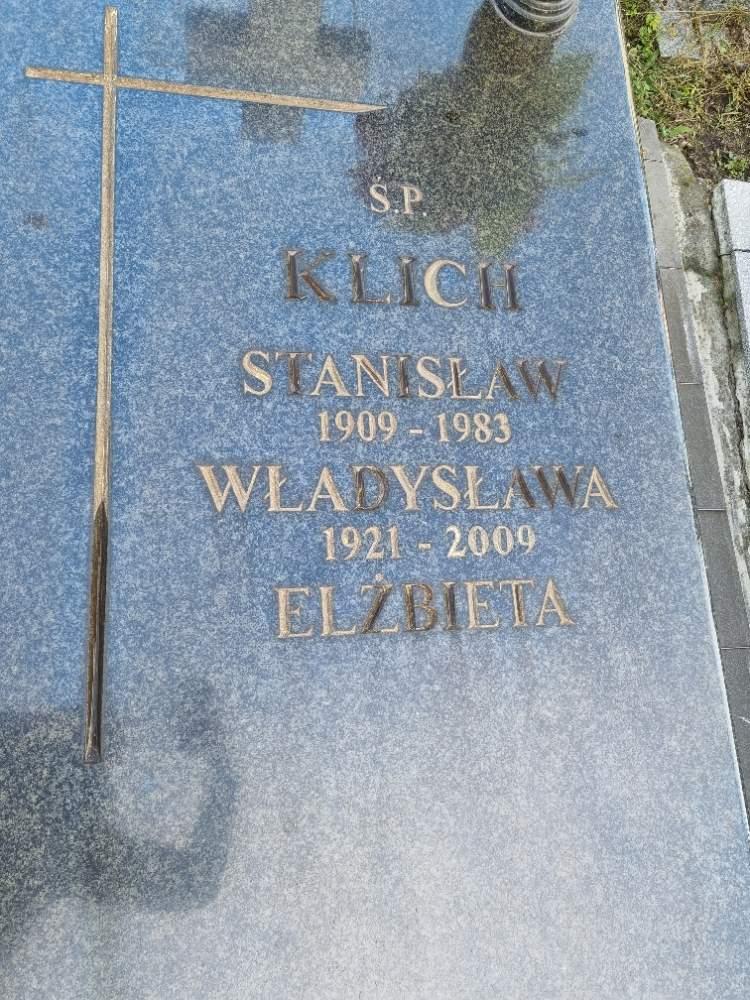 Ś.P.
KLICH
STANISŁAW
1909 - 1983
WŁADYSŁAWA
1921 - 2009
ELŻBIETA